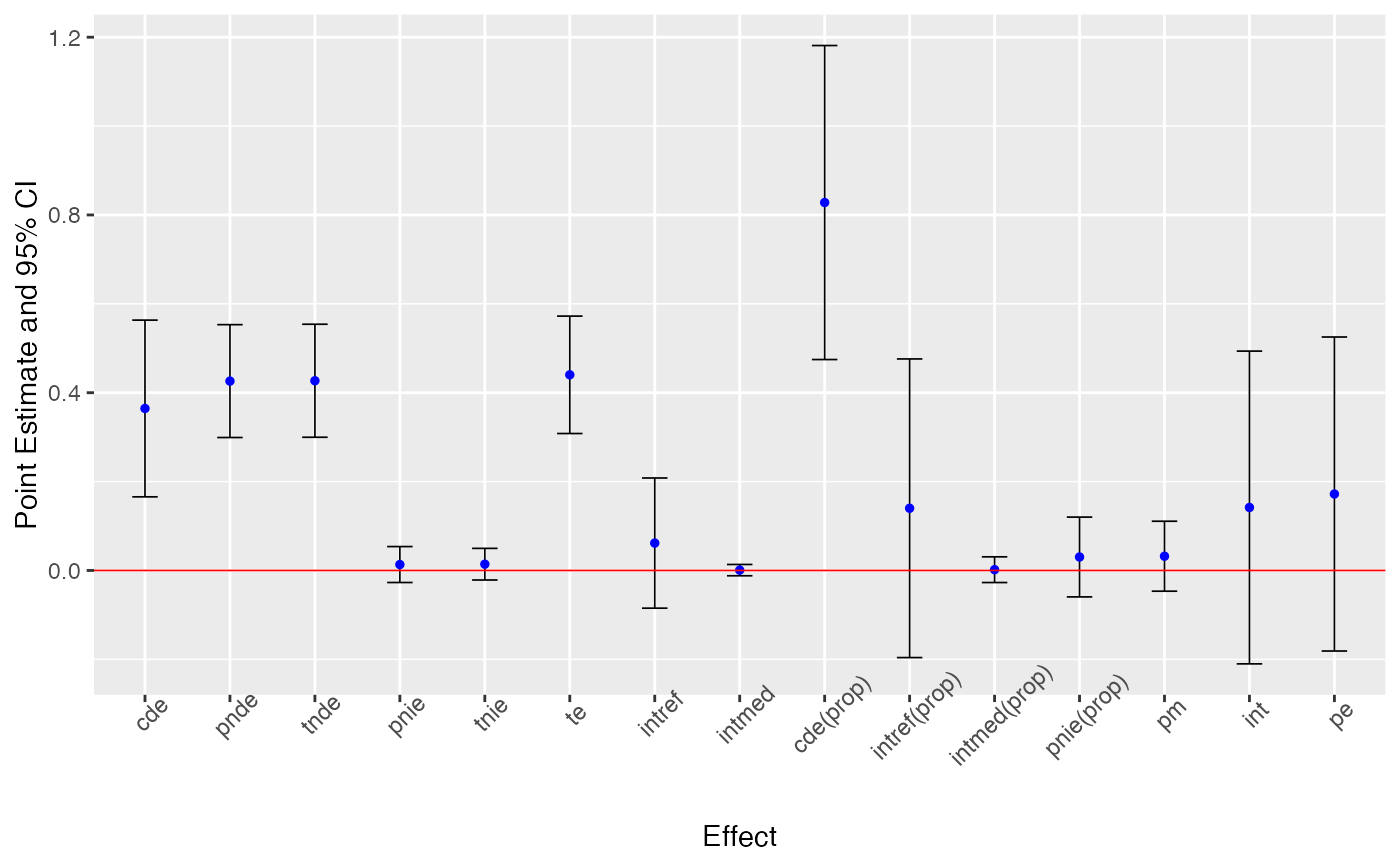 Point Estimate and 95% CI
1.2
0.8
0.4
0.0
cde
pnde
tnde
pnie
tnie
te
intref
intmed
cde(prop)
intref(prop)
intmed(prop)
pnie(prop)
pm
int
pe
Effect